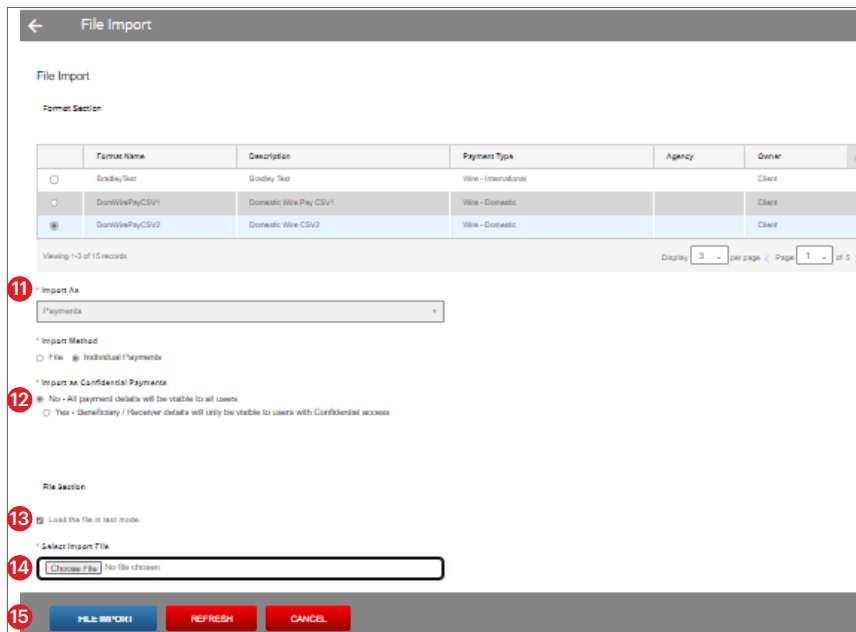 ← File Import
File Import
Format Section
Format Name Description Payment Type Agency Owner
BradleyTest Bradley Test Wire - International Client
DomWirePayCSV1 Domestic Wire Pay CSV1 Wire - Domestic Client
DomWirePayCSV2 Domestic Wire CSV2 Wire - Domestic Client
Viewing 1-3 of 15 records Display 3 per page Page 1 of 5
11 * Import As
Payments
* Import Method
File Individual Payments
* Import as Confidential Payments
12 No - All payment details will be visible to all users
Yes - Beneficiary / Receiver details will only be visible to users with Confidential access
File Section
13 Load the file in test mode.
* Select Import File
14 Choose File No file chosen
15 FILE IMPORT REFRESH CANCEL